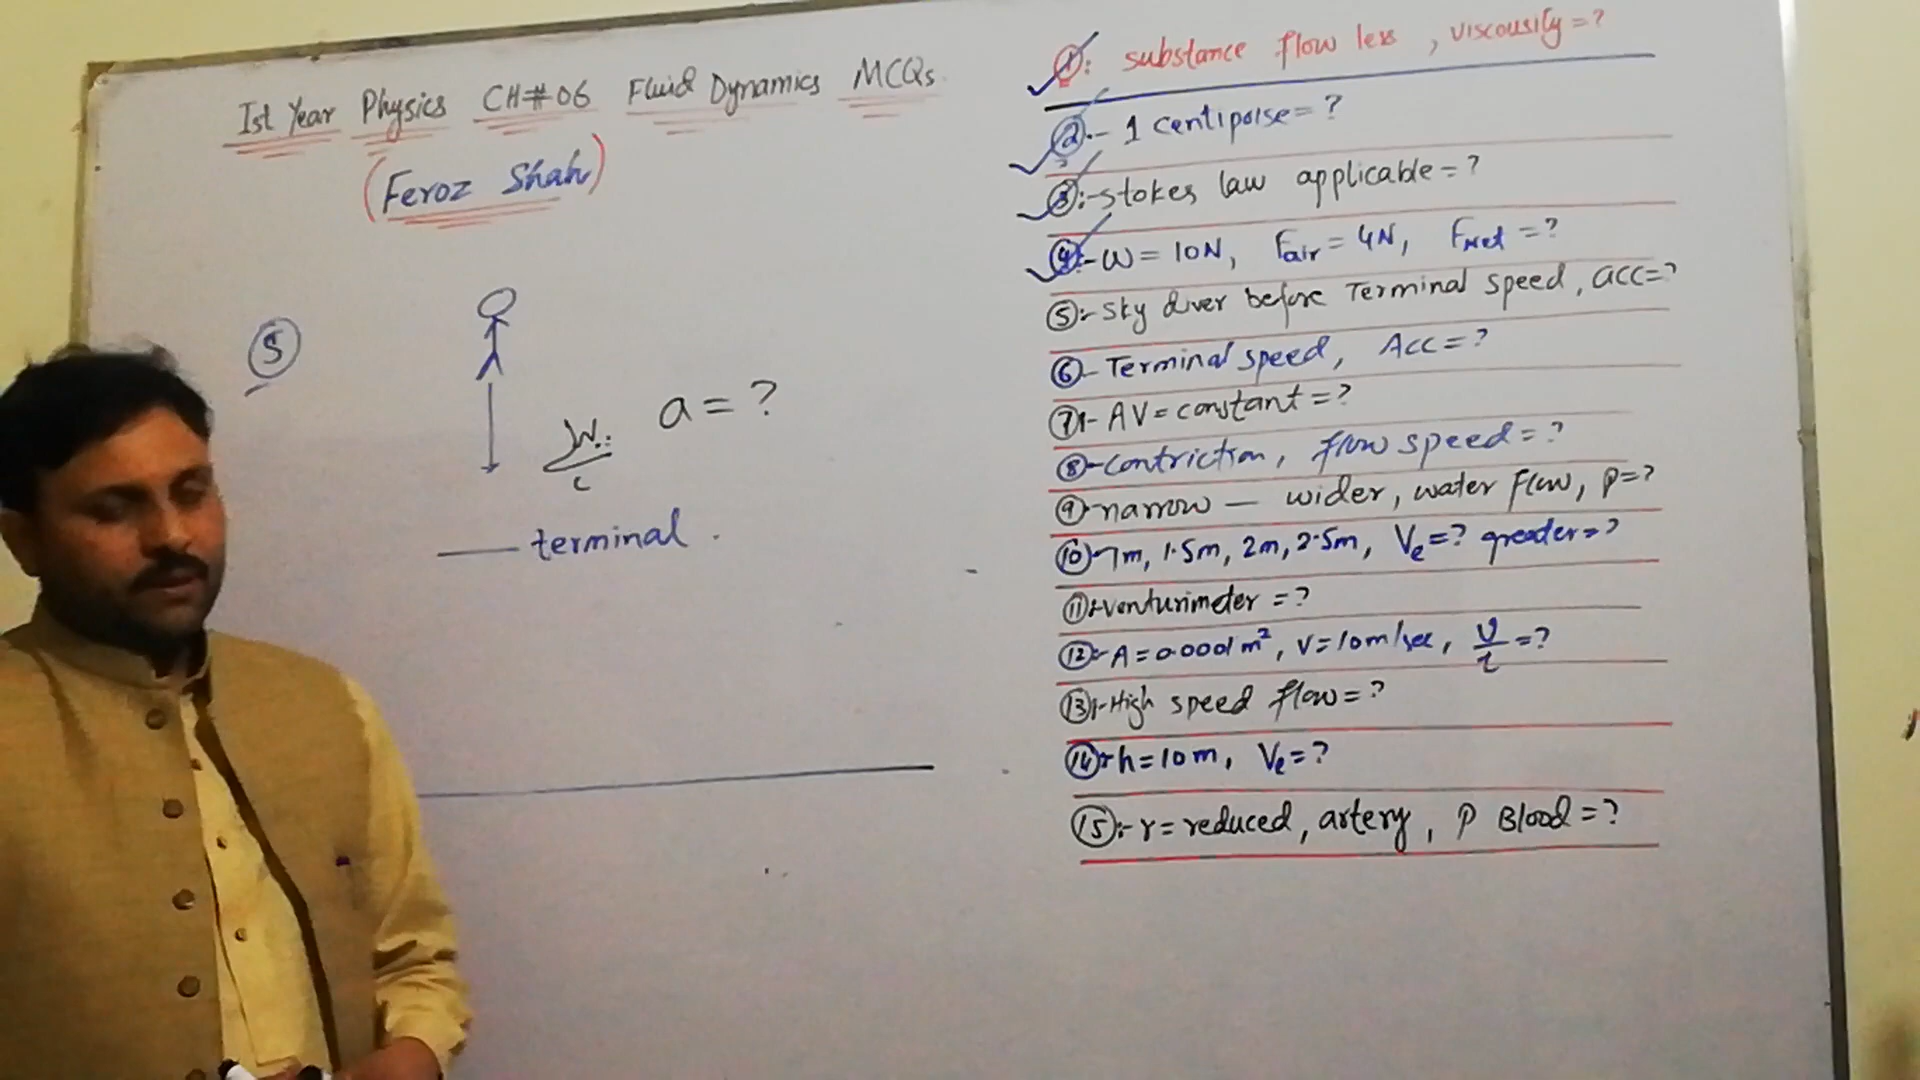 Ist Year Physics CH#06 Fluid Dynamics MCQs
(Feroz Shah)
5
a = ?
terminal .
①: substance flow less , viscousity = ?
②:- 1 centipoise = ?
③:- stokes law applicable = ?
④:- W = 10N, Fair = 4N, FNet = ?
⑤:- Sky diver before Terminal speed, acc = ?
⑥- Terminal speed, Acc = ?
⑦:- AV = constant = ?
⑧- contriction, flow speed = ?
⑨- narrow — wider, water flow, P = ?
⑩- 1m, 1.5m, 2m, 2.5m, Ve = ? greater = ?
⑪:- venturimeter = ?
⑫:- A = 0.0001 m², V = 10m/sec, V/t = ?
⑬:- High speed flow = ?
⑭:- h = 10m, Ve = ?
⑮:- r = reduced, artery, P Blood = ?